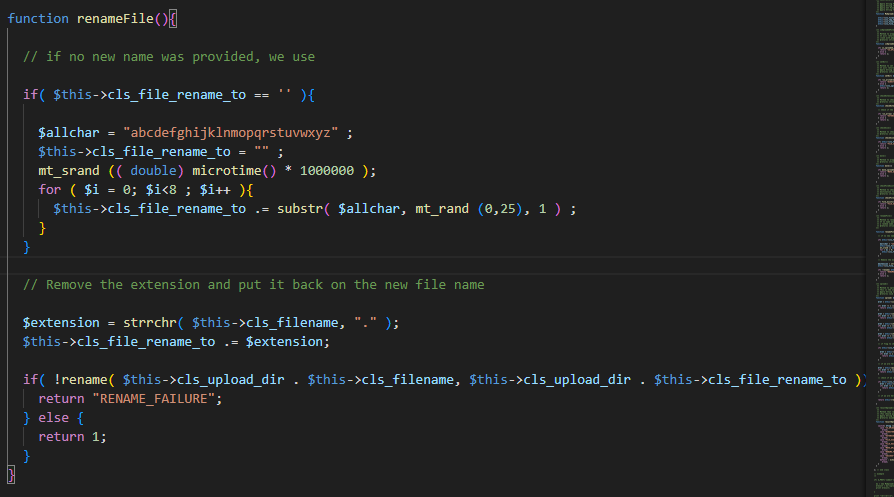 function renameFile(){
// if no new name was provided, we use
if( $this->cls_file_rename_to == '' ){
$allchar = "abcdefghijklnmopqrstuvwxyz" ;
$this->cls_file_rename_to = "" ;
mt_srand (( double) microtime() * 1000000 );
for ( $i = 0; $i<8 ; $i++ ){
$this->cls_file_rename_to .= substr( $allchar, mt_rand (0,25), 1 ) ;
}
}
// Remove the extension and put it back on the new file name
$extension = strrchr( $this->cls_filename, "." );
$this->cls_file_rename_to .= $extension;
if( !rename( $this->cls_upload_dir . $this->cls_filename, $this->cls_upload_dir . $this->cls_file_rename_to ))
return "RENAME_FAILURE";
} else {
return 1;
}
}